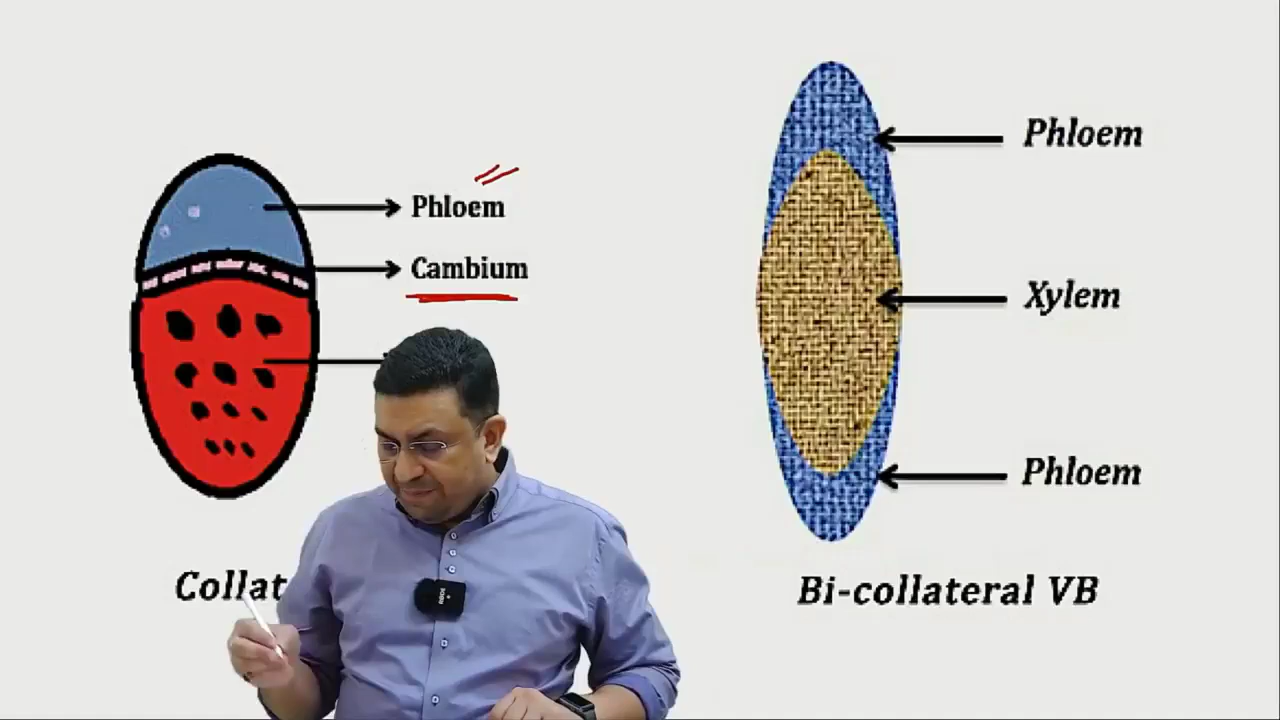 Phloem
Cambium
Phloem
Xylem
Phloem
Collat
Bi-collateral VB